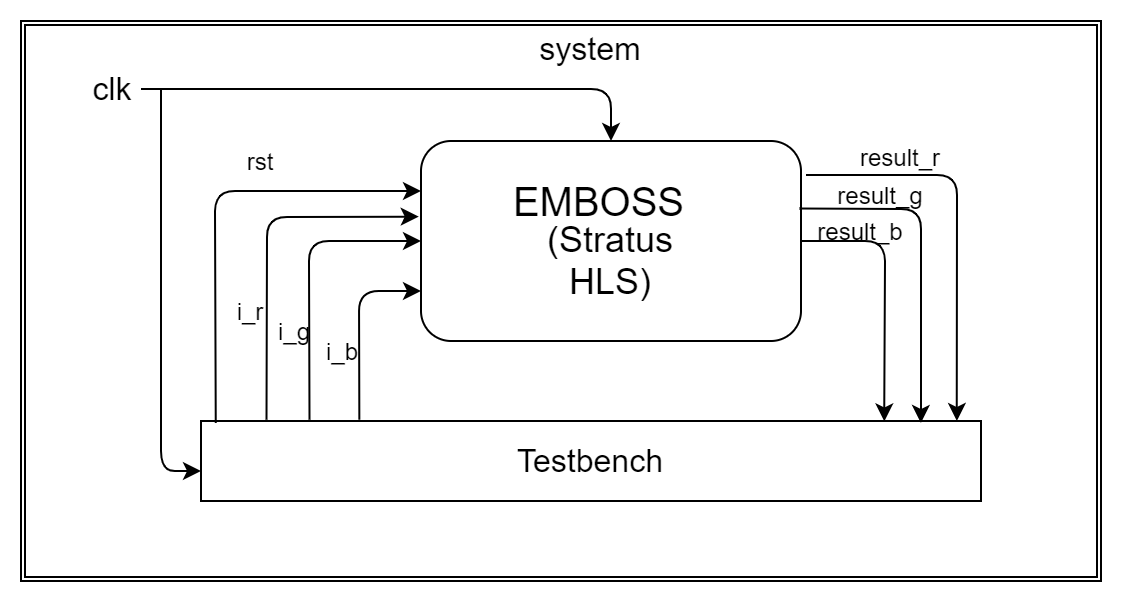 system
clk
rst
result_r
result_g
result_b
EMBOSS
(Stratus
HLS)
i_r
i_g
i_b
Testbench